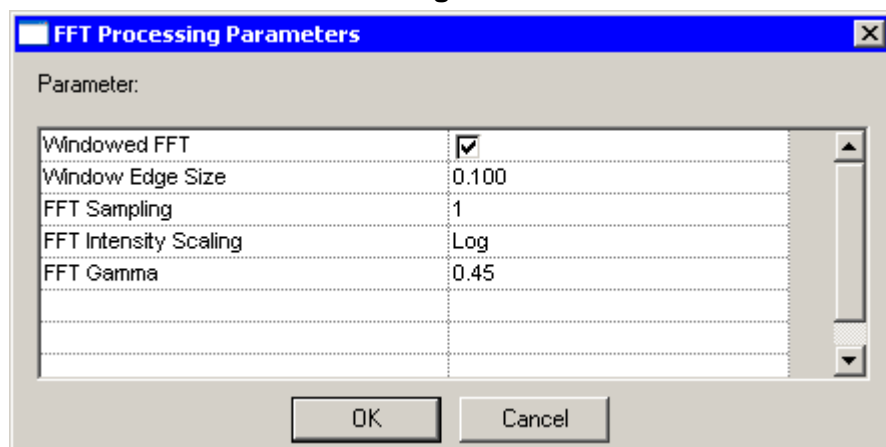 FFT Processing Parameters
Parameter:
Windowed FFT
Window Edge Size 0.100
FFT Sampling 1
FFT Intensity Scaling Log
FFT Gamma 0.45
OK Cancel